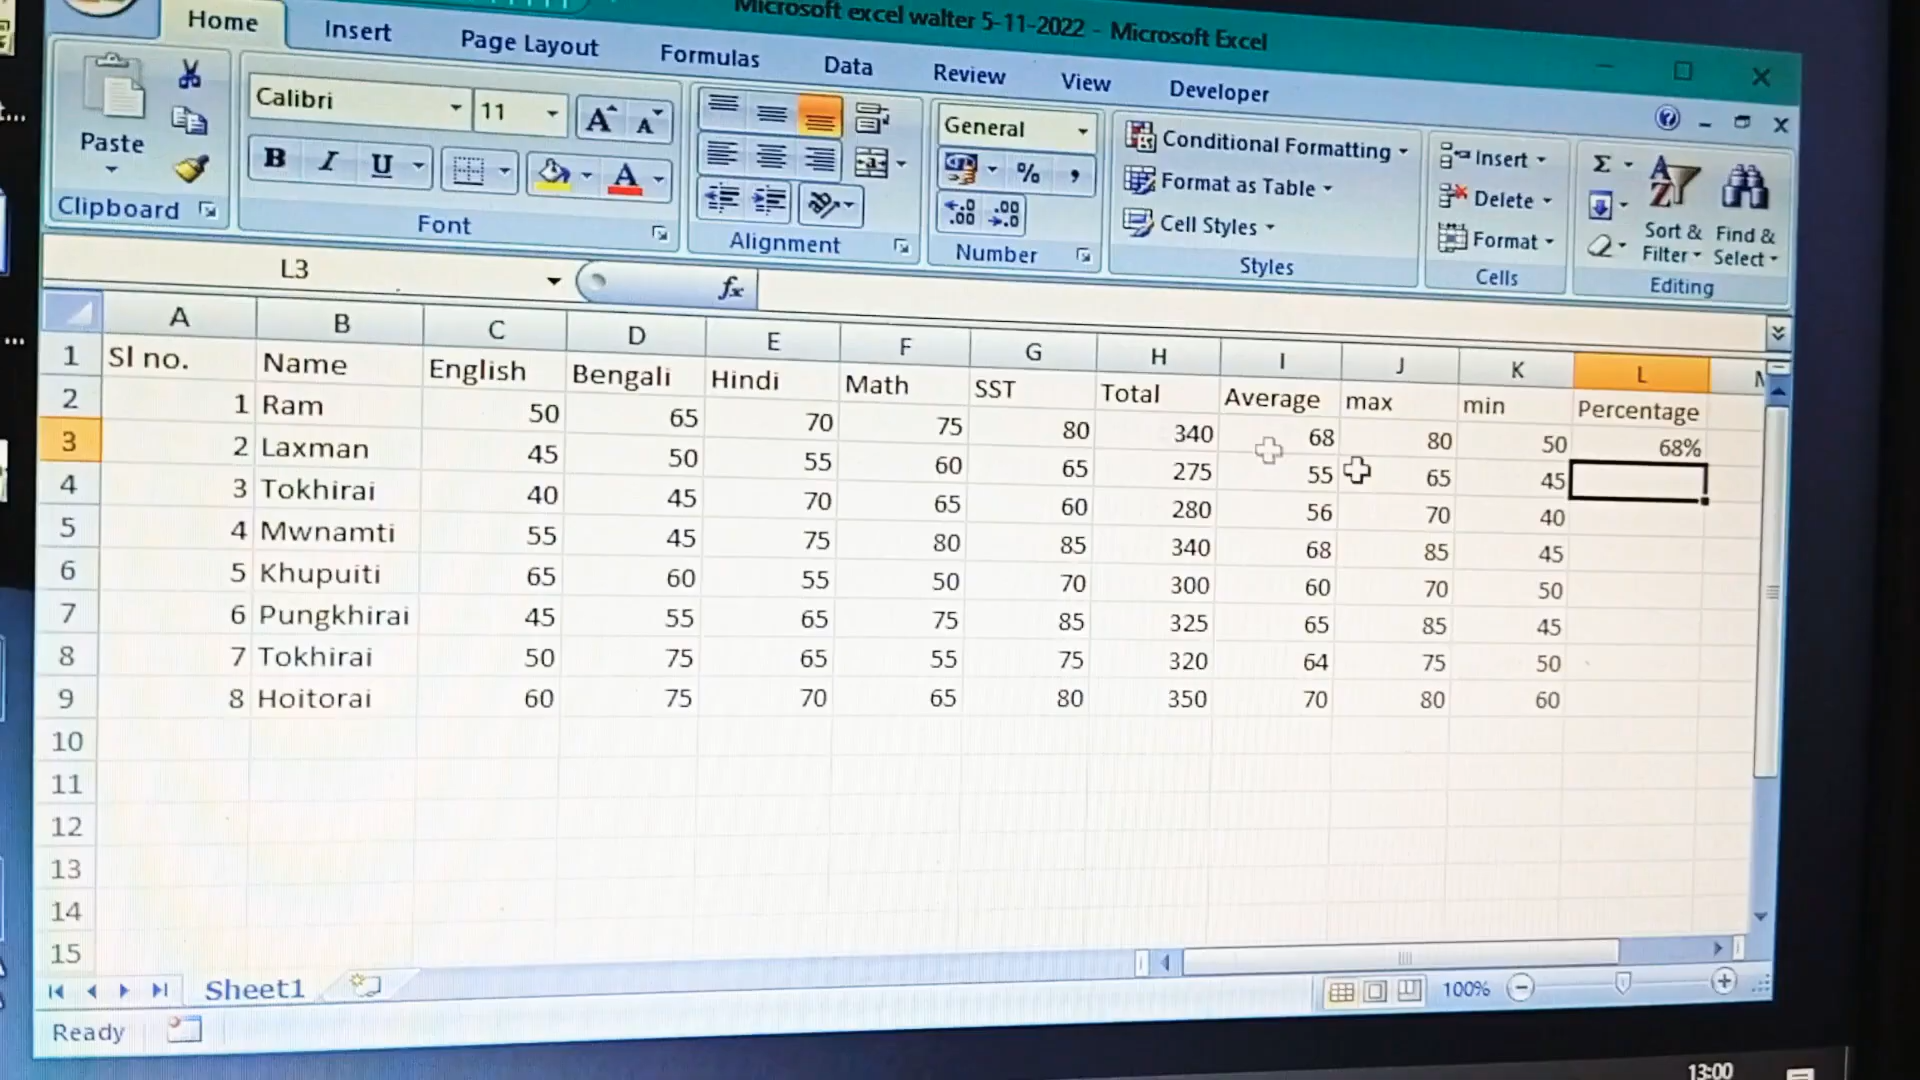 Microsoft excel walter 5-11-2022 - Microsoft Excel
Home Insert Page Layout Formulas Data Review View Developer
Paste
Clipboard
Calibri 11
B I U
Font
Alignment
General
% ,
Number
Conditional Formatting
Format as Table
Cell Styles
Styles
Insert
Delete
Format
Cells
Σ
Sort & Filter
Find & Select
Editing
L3 fx
A B C D E F G H I J K L
1 Sl no. Name English Bengali Hindi Math SST Total Average max min Percentage
2 1 Ram 50 65 70 75 80 340 68 80 50 68%
3 2 Laxman 45 50 55 60 65 275 55 65 45
4 3 Tokhirai 40 45 70 65 60 280 56 70 40
5 4 Mwnamti 55 45 75 80 85 340 68 85 45
6 5 Khupuiti 65 60 55 50 70 300 60 70 50
7 6 Pungkhirai 45 55 65 75 85 325 65 85 45
8 7 Tokhirai 50 75 65 55 75 320 64 75 50
9 8 Hoitorai 60 75 70 65 80 350 70 80 60
10
11
12
13
14
15
Sheet1
Ready 100%
13:00